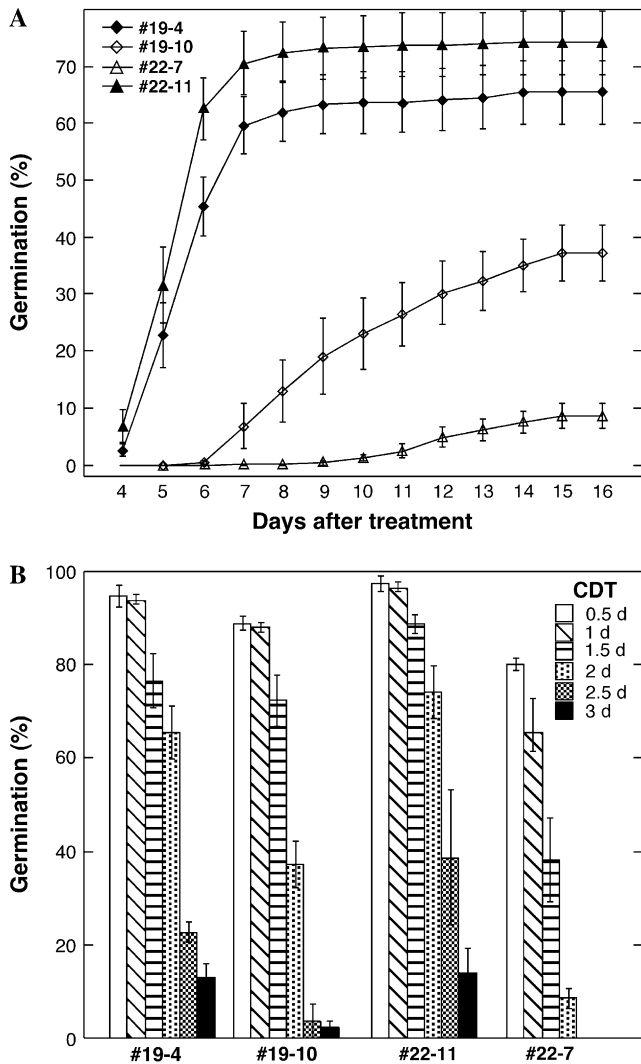 A
#19-4
#19-10
#22-7
#22-11
70
60
50
40
30
20
10
0
Germination (%)
4 5 6 7 8 9 10 11 12 13 14 15 16
Days after treatment
B
100
80
60
40
20
0
Germination (%)
CDT
0.5 d
1 d
1.5 d
2 d
2.5 d
3 d
#19-4 #19-10 #22-11 #22-7